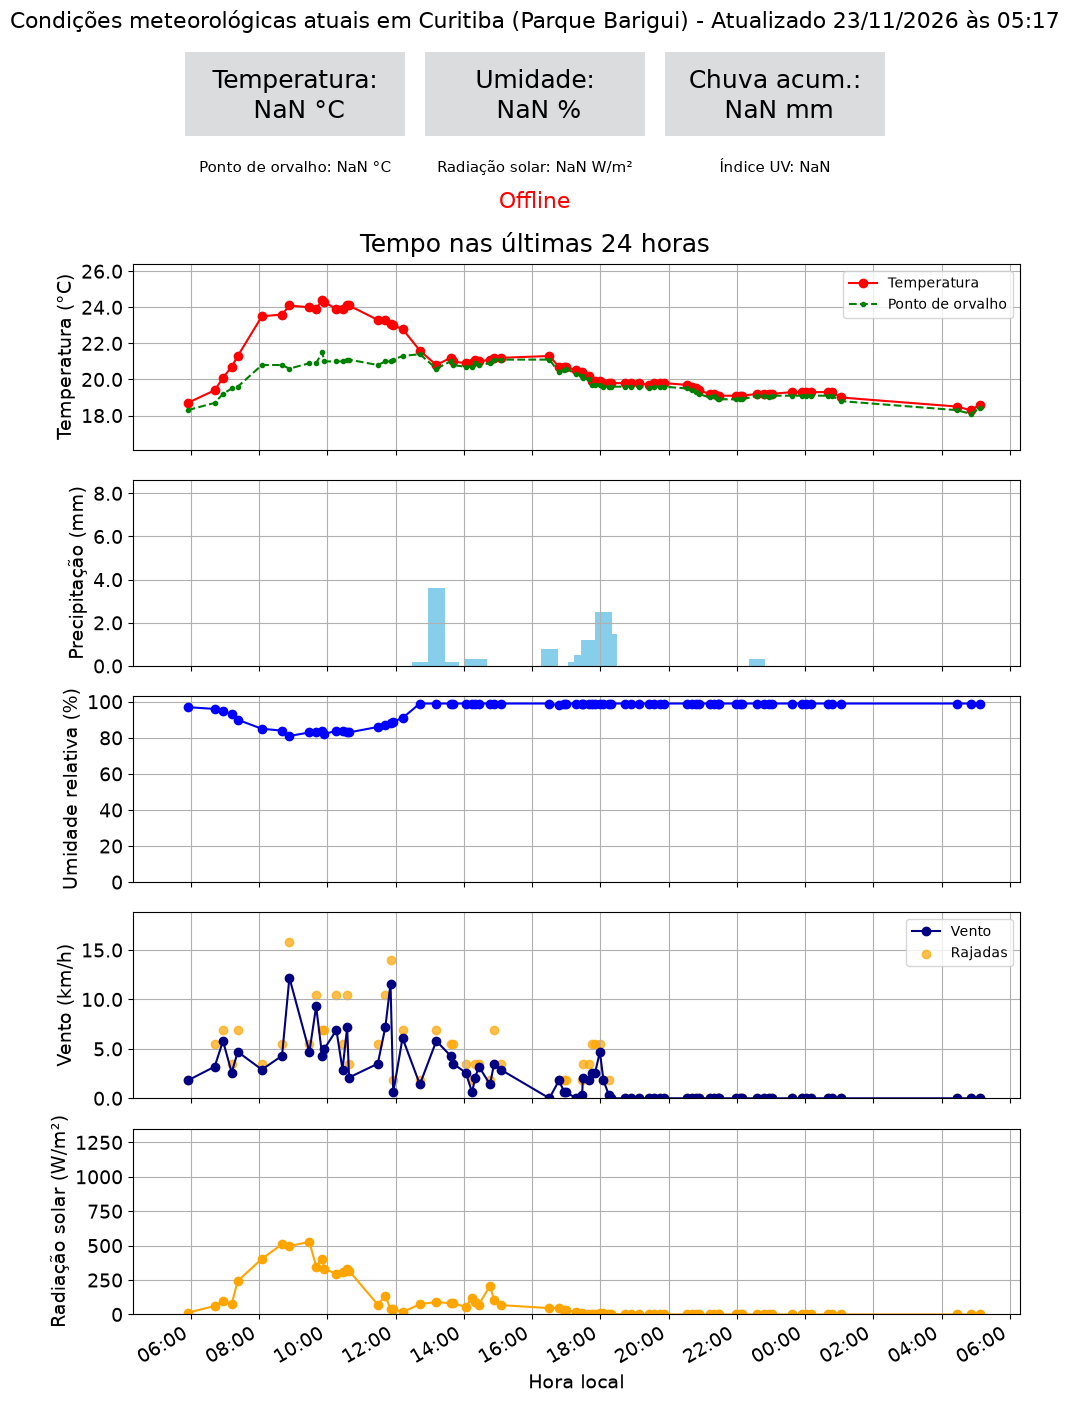 Condições meteorológicas atuais em Curitiba (Parque Barigui) - Atualizado 23/11/2026 às 05:17
Temperatura:
NaN °C
Umidade:
NaN %
Chuva acum.:
NaN mm
Ponto de orvalho: NaN °C
Radiação solar: NaN W/m²
Índice UV: NaN
Offline
Tempo nas últimas 24 horas
Temperatura (°C)
26.0
24.0
22.0
20.0
18.0
Temperatura
Ponto de orvalho
Precipitação (mm)
8.0
6.0
4.0
2.0
0.0
Umidade relativa (%)
100
80
60
40
20
0
Vento (km/h)
15.0
10.0
5.0
0.0
Vento
Rajadas
Radiação solar (W/m²)
1250
1000
750
500
250
0
06:00
08:00
10:00
12:00
14:00
16:00
18:00
20:00
22:00
00:00
02:00
04:00
06:00
Hora local